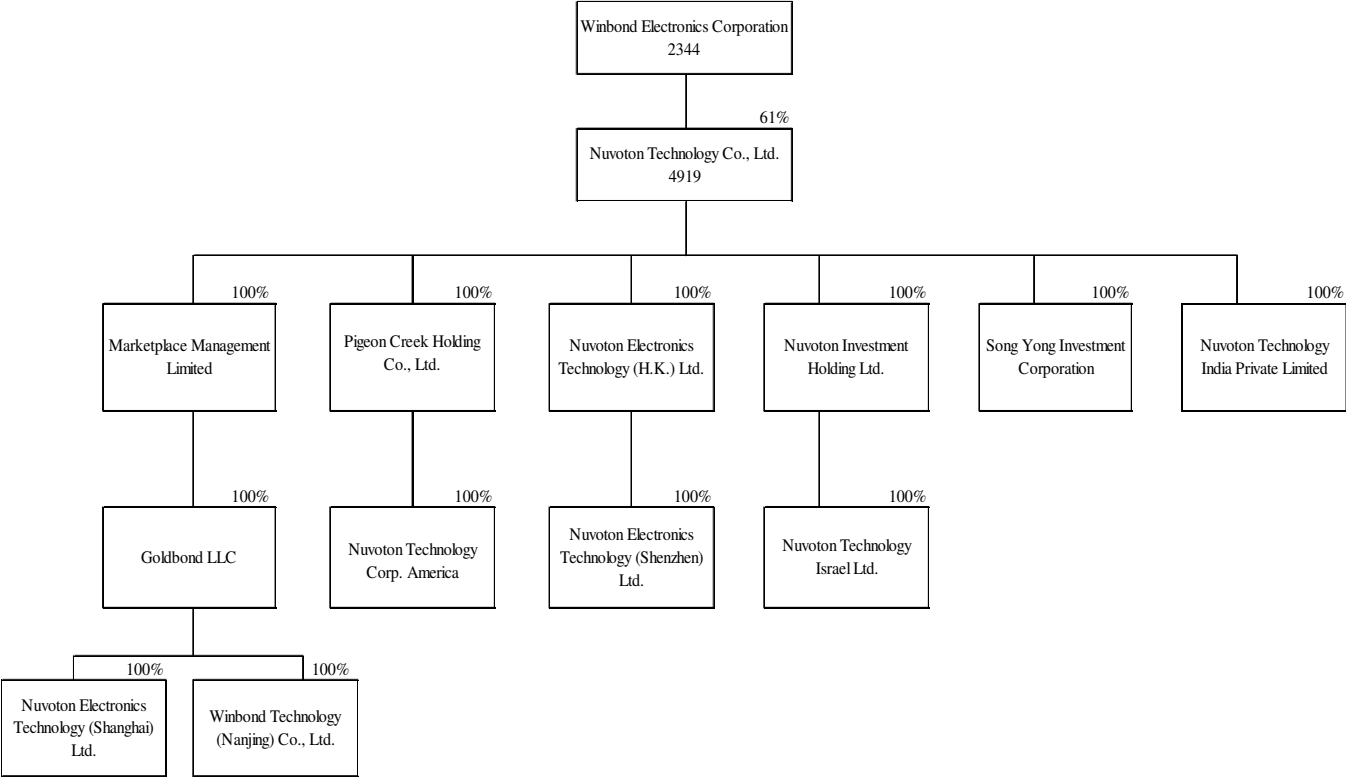 Winbond Electronics Corporation
2344
61%
Nuvoton Technology Co., Ltd.
4919
100%
100%
100%
100%
100%
100%
Marketplace Management
Limited
Pigeon Creek Holding
Co., Ltd.
Nuvoton Electronics
Technology (H.K.) Ltd.
Nuvoton Investment
Holding Ltd.
Song Yong Investment
Corporation
Nuvoton Technology
India Private Limited
100%
100%
100%
100%
Goldbond LLC
Nuvoton Technology
Corp. America
Nuvoton Electronics
Technology (Shenzhen)
Ltd.
Nuvoton Technology
Israel Ltd.
100%
100%
Nuvoton Electronics
Technology (Shanghai)
Ltd.
Winbond Technology
(Nanjing) Co., Ltd.